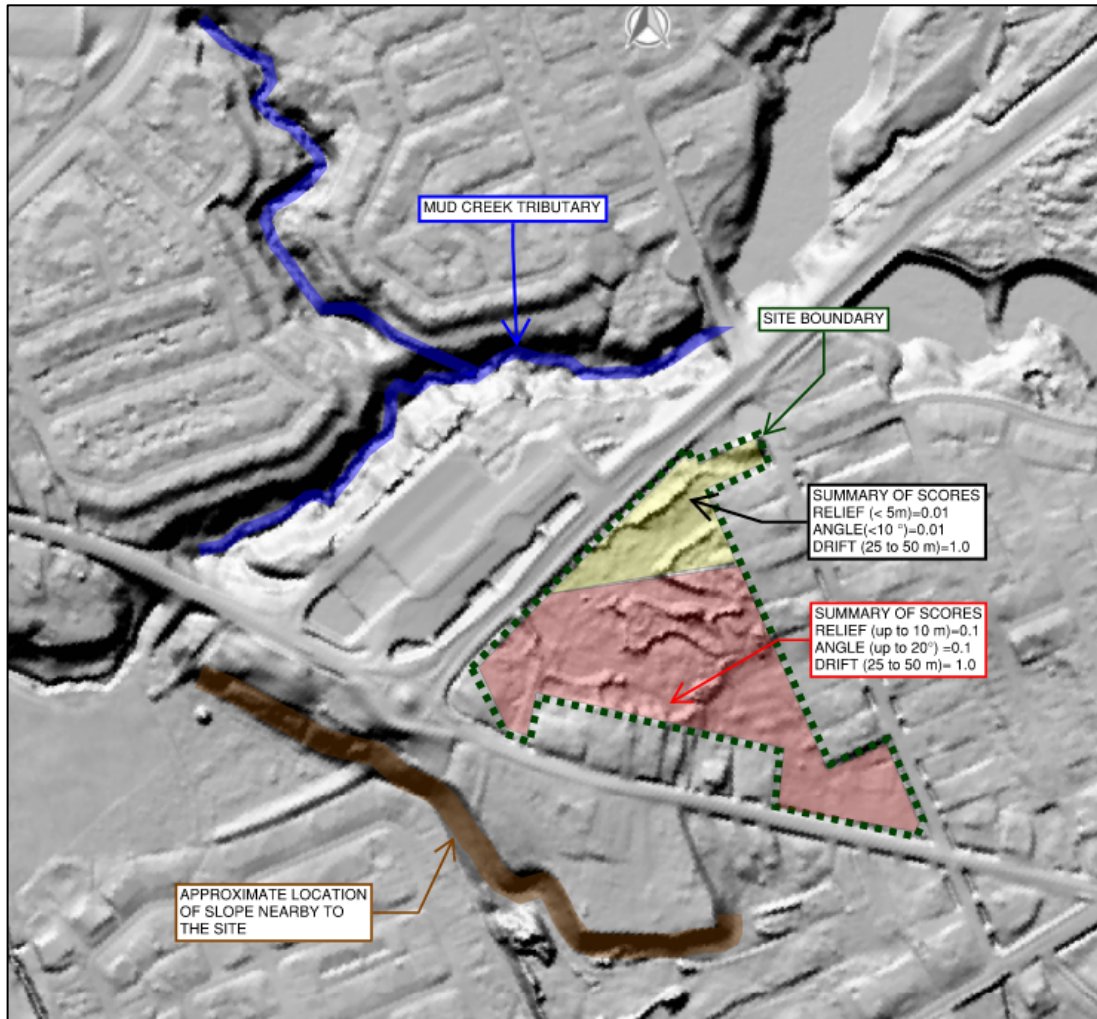 MUD CREEK TRIBUTARY
SITE BOUNDARY
SUMMARY OF SCORES
RELIEF (< 5m)=0.01
ANGLE(<10 °)=0.01
DRIFT (25 to 50 m)=1.0
SUMMARY OF SCORES
RELIEF (up to 10 m)=0.1
ANGLE (up to 20°) =0.1
DRIFT (25 to 50 m)= 1.0
APPROXIMATE LOCATION
OF SLOPE NEARBY TO
THE SITE